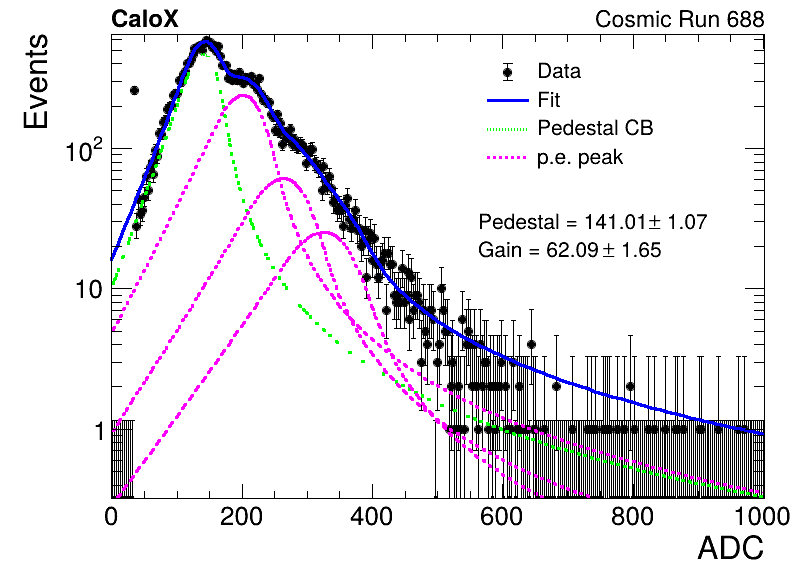 CaloX Cosmic Run 688
Events
Data
Fit
Pedestal CB
p.e. peak
Pedestal = 141.01± 1.07
Gain = 62.09 ± 1.65
10²
10
1
0 200 400 600 800 1000
ADC